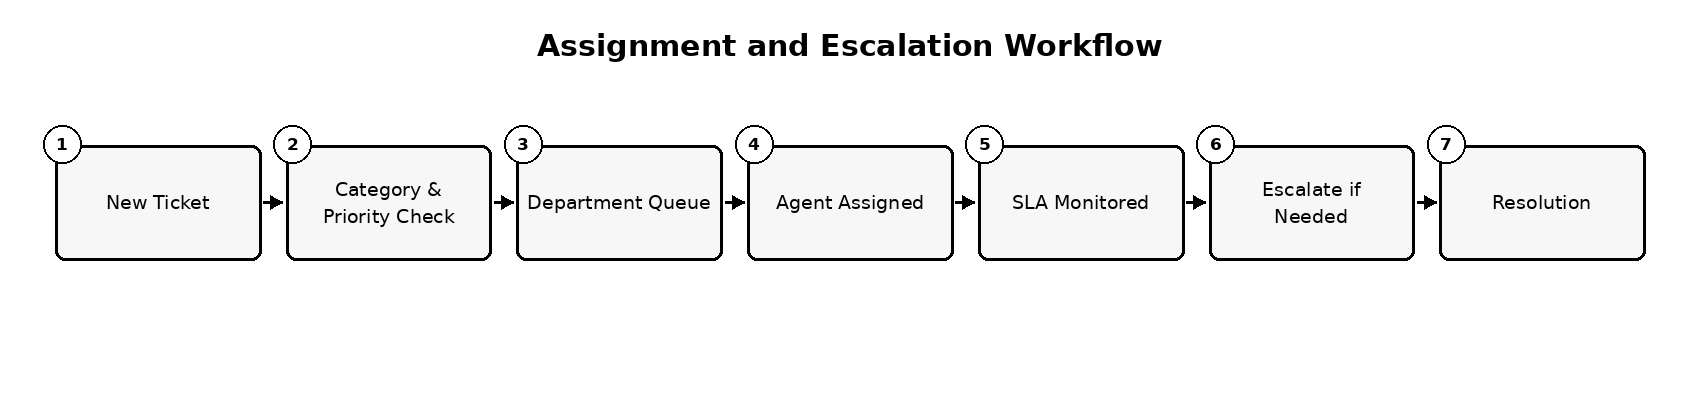 Assignment and Escalation Workflow
1
New Ticket
2
Category &
Priority Check
3
Department Queue
4
Agent Assigned
5
SLA Monitored
6
Escalate if
Needed
7
Resolution